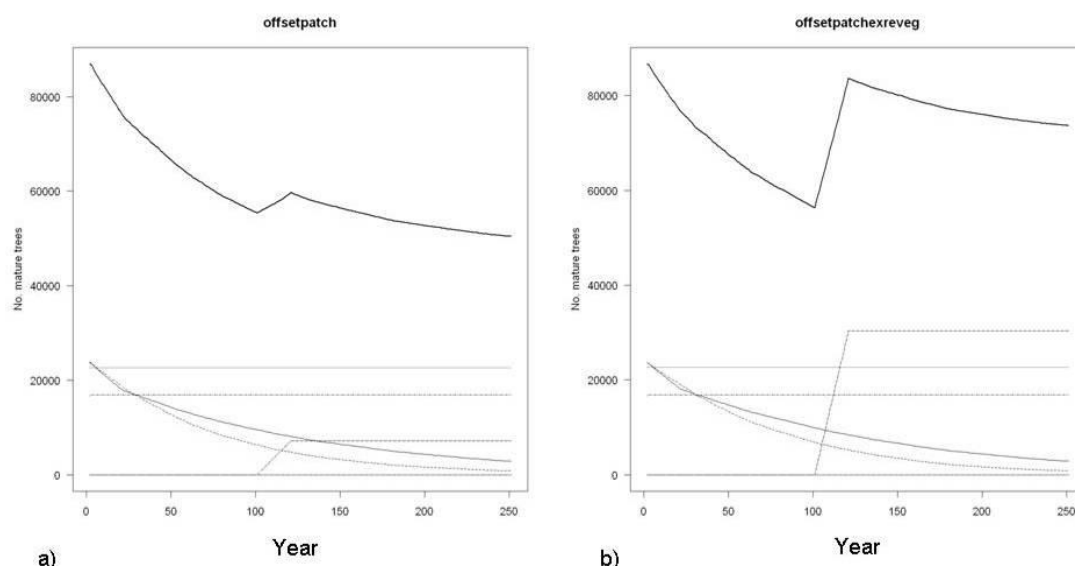 offsetpatch
No. mature trees
80000
60000
40000
20000
0
0 50 100 150 200 250
Year
a)
offsetpatchexreveg
No. mature trees
80000
60000
40000
20000
0
0 50 100 150 200 250
Year
b)